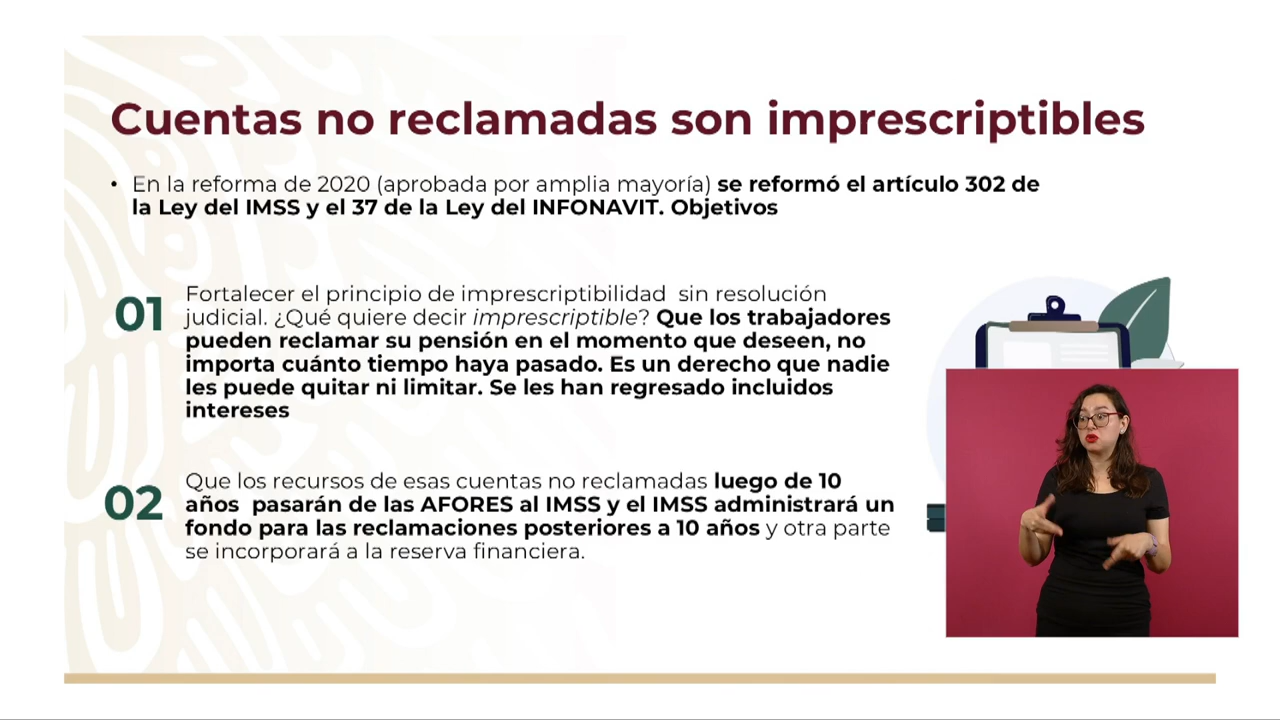 Cuentas no reclamadas son imprescriptibles
• En la reforma de 2020 (aprobada por amplia mayoría) se reformó el artículo 302 de
la Ley del IMSS y el 37 de la Ley del INFONAVIT. Objetivos
01
Fortalecer el principio de imprescriptibilidad sin resolución
judicial. ¿Qué quiere decir imprescriptible? Que los trabajadores
pueden reclamar su pensión en el momento que deseen, no
importa cuánto tiempo haya pasado. Es un derecho que nadie
les puede quitar ni limitar. Se les han regresado incluidos
intereses
02
Que los recursos de esas cuentas no reclamadas luego de 10
años pasarán de las AFORES al IMSS y el IMSS administrará un
fondo para las reclamaciones posteriores a 10 años y otra parte
se incorporará a la reserva financiera.